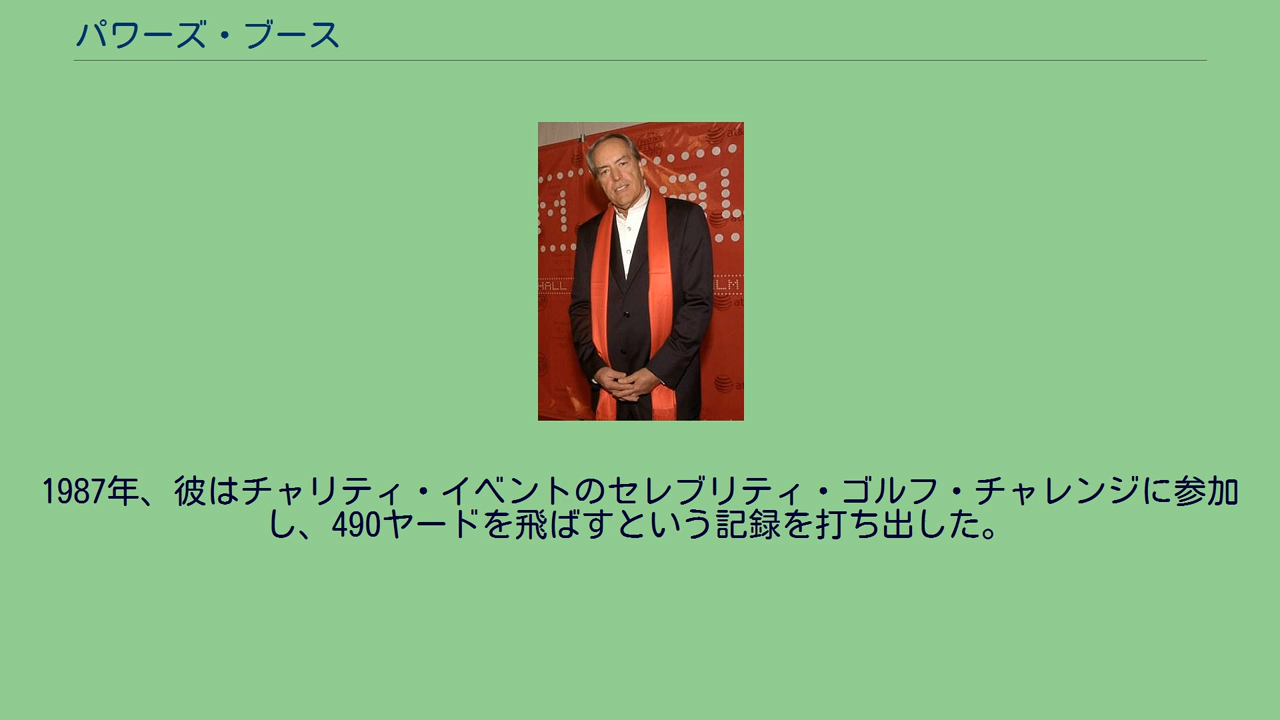 パワーズ・ブース
HALL
LM
1987年、彼はチャリティ・イベントのセレブリティ・ゴルフ・チャレンジに参加
し、490ヤードを飛ばすという記録を打ち出した。